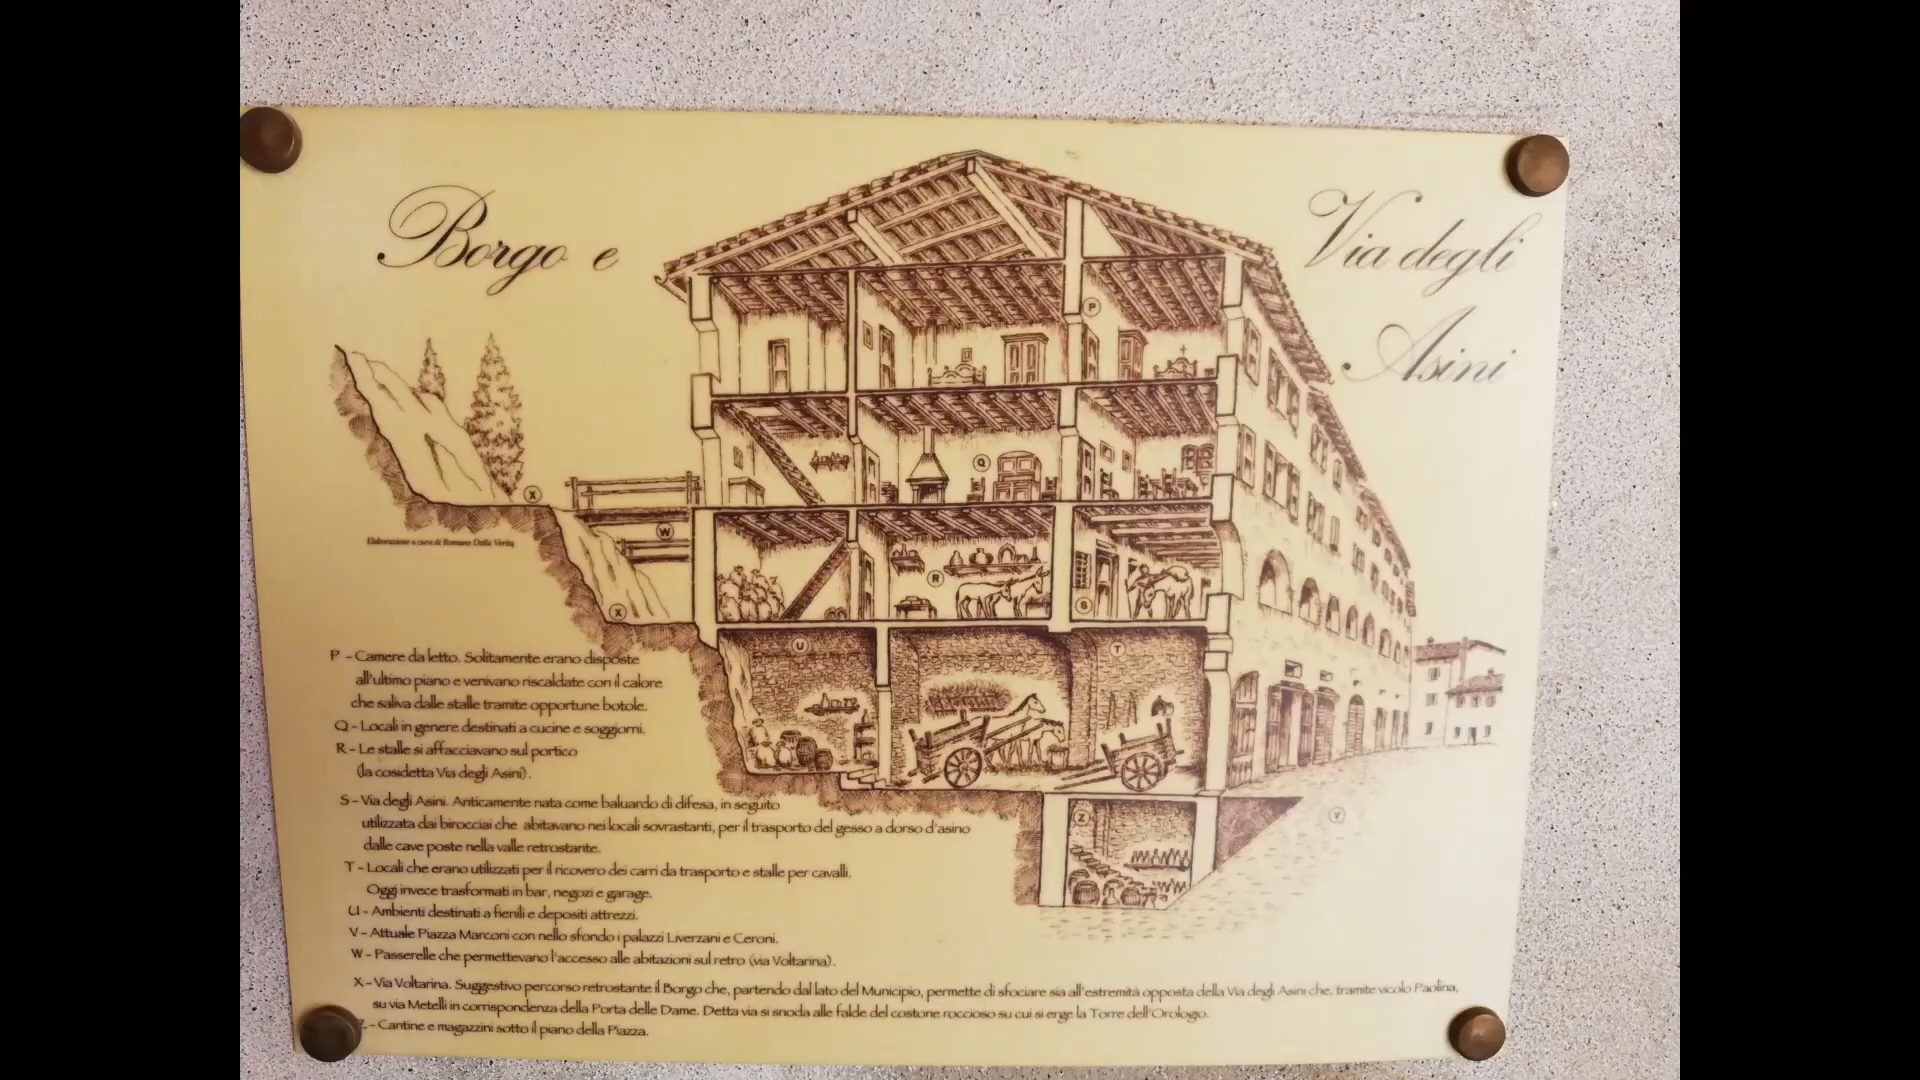 Borgo e
Via degli
Asini
P
Q
X
W
R
X
S
U
T
Z
Elaborazione a cura di Romano Dalla Verità
P - Camere da letto. Solitamente erano disposte
all'ultimo piano e venivano riscaldate con il calore
che saliva dalle stalle tramite opportune botole.
Q - Locali in genere destinati a cucine e soggiorni.
R - Le stalle si affacciavano sul portico
(la cosidetta Via degli Asini).
S - Via degli Asini. Anticamente nata come baluardo di difesa, in seguito
utilizzata dai birocciai che abitavano nei locali sovrastanti, per il trasporto del gesso a dorso d'asino
dalle cave poste nella valle retrostante.
T - Locali che erano utilizzati per il ricovero dei carri da trasporto e stalle per cavalli.
Oggi invece trasformati in bar, negozi e garage.
U - Ambienti destinati a fienili e depositi attrezzi.
V - Attuale Piazza Marconi con nello sfondo i palazzi Liverzani e Ceroni.
W - Passerelle che permettevano l'accesso alle abitazioni sul retro (via Voltarina).
X - Via Voltarina. Suggestivo percorso retrostante il Borgo che, partendo dal lato del Municipio, permette di sfociare sia all'estremità opposta della Via degli Asini che, tramite vicolo Paolina,
su via Metelli in corrispondenza della Porta delle Dame. Detta via si snoda alle falde del costone roccioso su cui si erge la Torre dell'Orologio.
Z - Cantine e magazzini sotto il piano della Piazza.